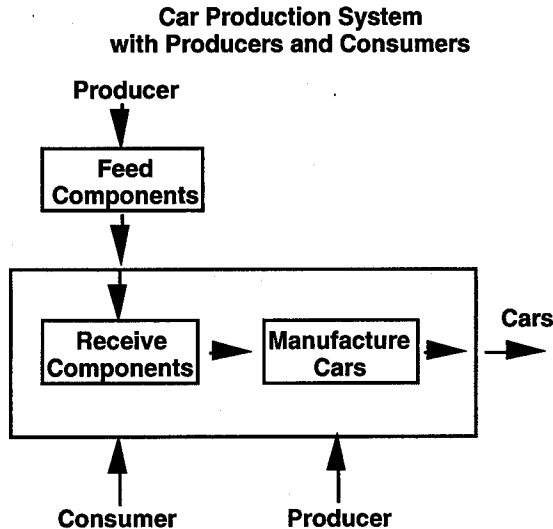 Car Production System
with Producers and Consumers
Producer
Feed
Components
Receive
Components
Manufacture
Cars
Cars
Consumer
Producer